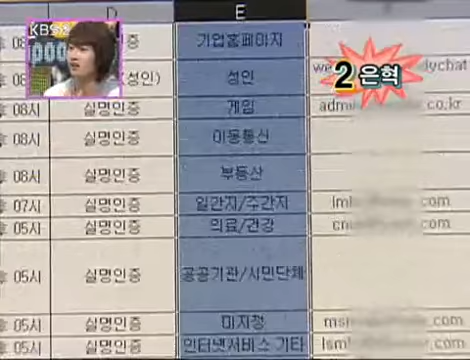 KBS
D E
08 인증 기업홈페이지
08 (성인) 성인 we dychat
2 은혁
08시 실명인증 게임 adm .co.kr
08시 실명인증 이동통신
08시 실명인증 부동산
07시 실명인증 일간지/주간지 .com
05시 실명인증 의료/건강 .com
05시 실명인증 공공기관/시민단체
05시 실명인증 미지정 .com
05시 실명인증 인터넷서비스 기타 .com